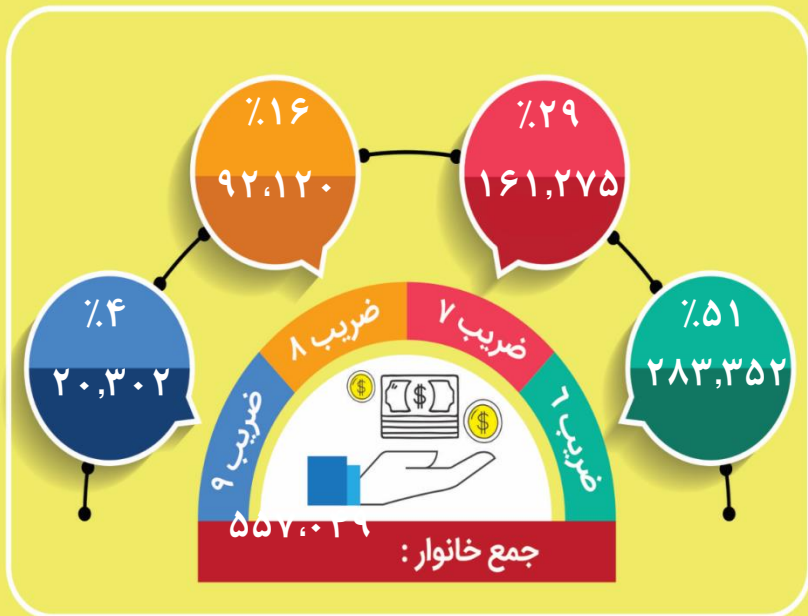 ٪۲۹
۱۶۱,۲۷۵
٪۱۶
۹۲،۱۲۰
٪۵۱
۲۸۳,۳۵۲
٪۴
۲۰,۳۰۲
ضریب ۶
ضریب ۷
ضریب ۸
ضریب ۹
جمع خانوار :
۵۵۷،۰۴۹